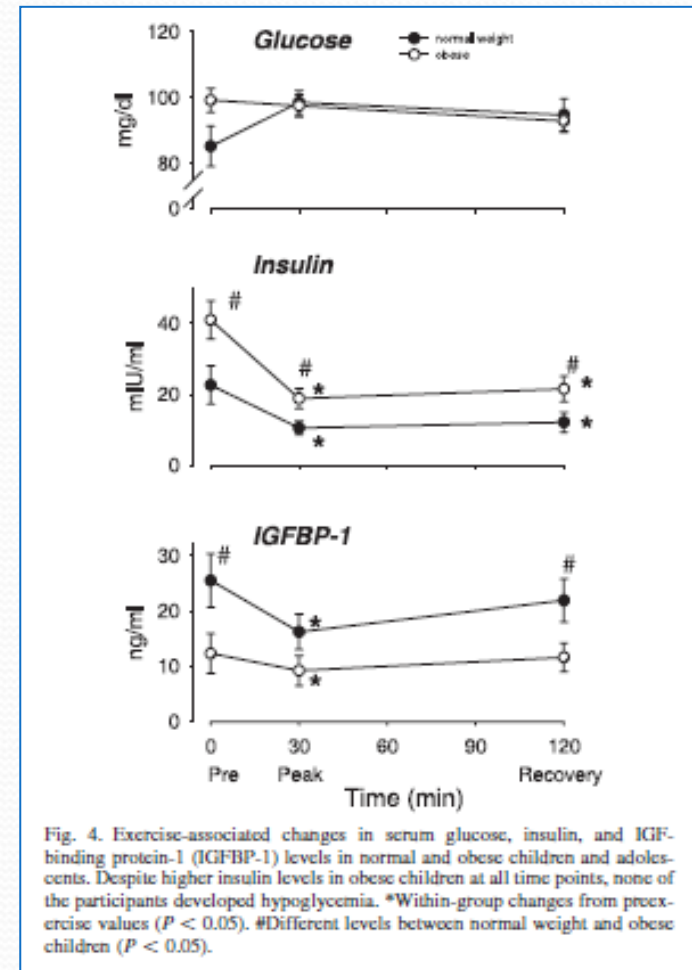 120
Glucose
normal weight
obese
100
mg/dl
80
0
Insulin
#
40
#
#
mIU/ml
20
*
*
*
*
0
IGFBP-1
30
#
#
20
*
ng/ml
10
*
0
0 30 60 90 120
Pre Peak Recovery
Time (min)
Fig. 4. Exercise-associated changes in serum glucose, insulin, and IGF-
binding protein-1 (IGFBP-1) levels in normal and obese children and adoles-
cents. Despite higher insulin levels in obese children at all time points, none of
the participants developed hypoglycemia. *Within-group changes from preex-
ercise values (P < 0.05). #Different levels between normal weight and obese
children (P < 0.05).